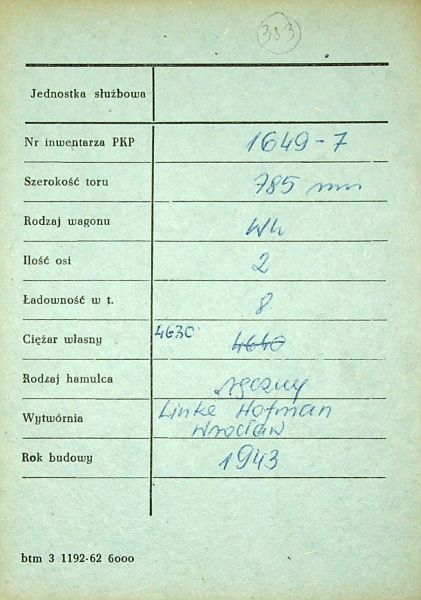 383
Jednostka służbowa
Nr inwentarza PKP 1649-7
Szerokość toru 785 mm
Rodzaj wagonu Wh
Ilość osi 2
Ładowność w t. 8
Ciężar własny 4630 4640
Rodzaj hamulca ręczny
Wytwórnia Linke Hofman
Wrocław
Rok budowy 1943
btm 3 1192-62 6000